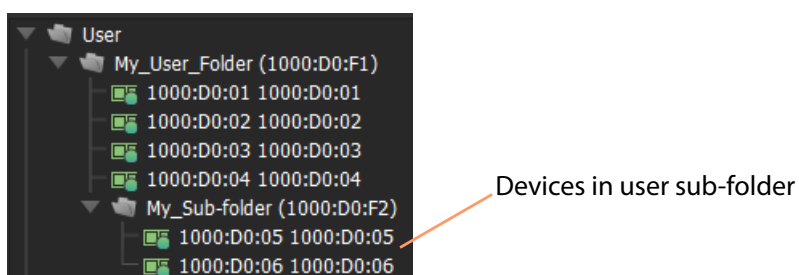 User
My_User_Folder (1000:D0:F1)
1000:D0:01 1000:D0:01
1000:D0:02 1000:D0:02
1000:D0:03 1000:D0:03
1000:D0:04 1000:D0:04
My_Sub-folder (1000:D0:F2)
1000:D0:05 1000:D0:05
1000:D0:06 1000:D0:06
Devices in user sub-folder